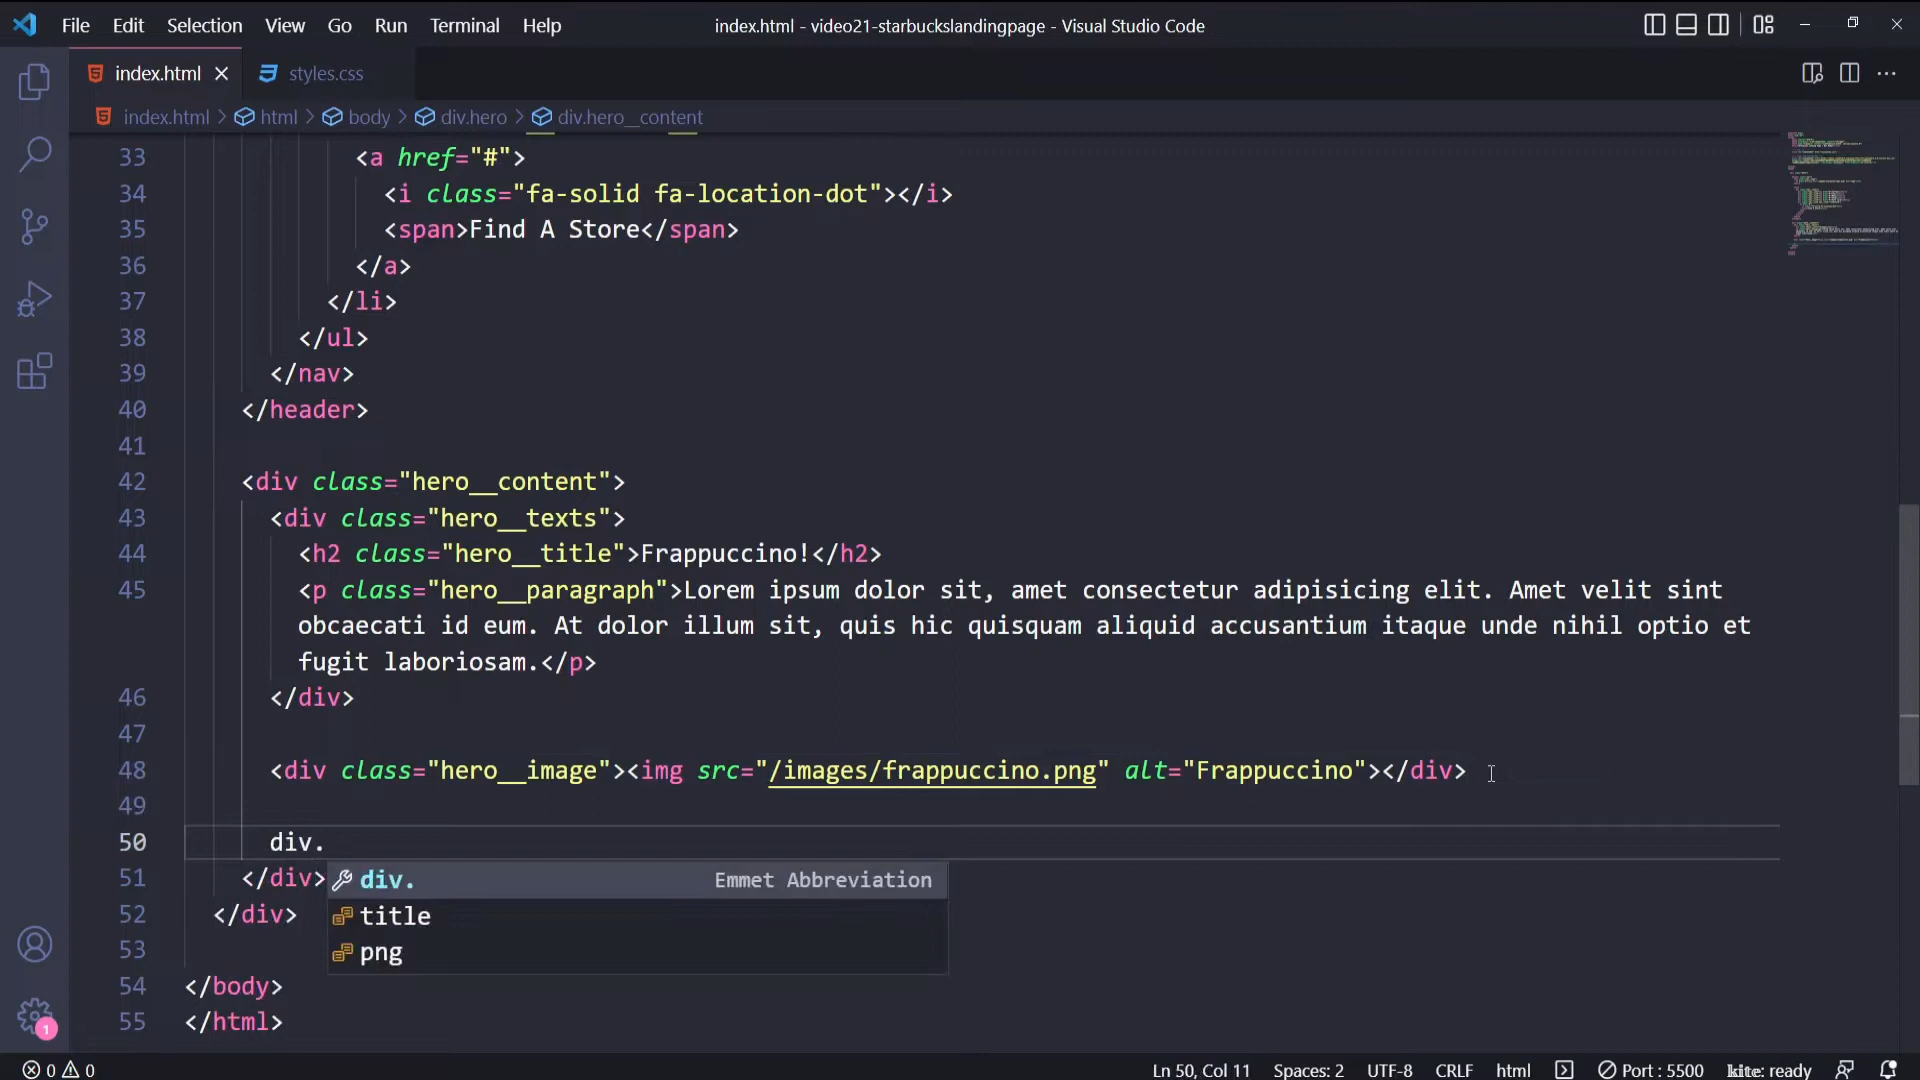 File Edit Selection View Go Run Terminal Help index.html - video21-starbuckslandingpage - Visual Studio Code
index.html styles.css
index.html > html > body > div.hero > div.hero__content
33 <a href="#">
34 <i class="fa-solid fa-location-dot"></i>
35 <span>Find A Store</span>
36 </a>
37 </li>
38 </ul>
39 </nav>
40 </header>
41
42 <div class="hero__content">
43 <div class="hero__texts">
44 <h2 class="hero__title">Frappuccino!</h2>
45 <p class="hero__paragraph">Lorem ipsum dolor sit, amet consectetur adipisicing elit. Amet velit sint
obcaecati id eum. At dolor illum sit, quis hic quisquam aliquid accusantium itaque unde nihil optio et
fugit laboriosam.</p>
46 </div>
47
48 <div class="hero__image"><img src="/images/frappuccino.png" alt="Frappuccino"></div>
49
50 div.
51 </div> div. Emmet Abbreviation
52 </div> title
53 png
54 </body>
55 </html>
1
0 0 Ln 50, Col 11 Spaces: 2 UTF-8 CRLF html Port : 5500 kite: ready